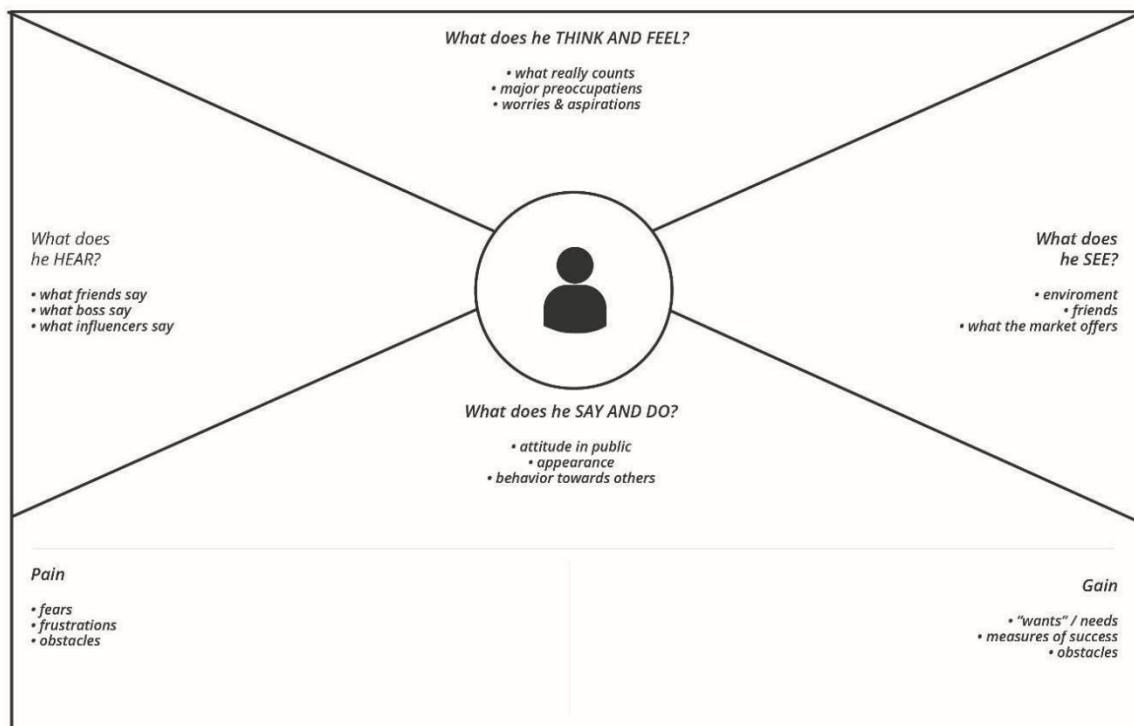 What does he THINK AND FEEL?
• what really counts
• major preoccupatiens
• worries & aspirations
What does
he HEAR?
• what friends say
• what boss say
• what influencers say
What does
he SEE?
• enviroment
• friends
• what the market offers
What does he SAY AND DO?
• attitude in public
• appearance
• behavior towards others
Pain
• fears
• frustrations
• obstacles
Gain
• “wants” / needs
• measures of success
• obstacles